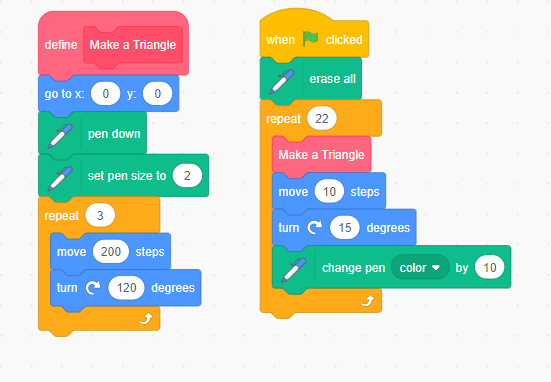 define Make a Triangle
go to x: 0 y: 0
pen down
set pen size to 2
repeat 3
move 200 steps
turn 120 degrees
when clicked
erase all
repeat 22
Make a Triangle
move 10 steps
turn 15 degrees
change pen color by 10